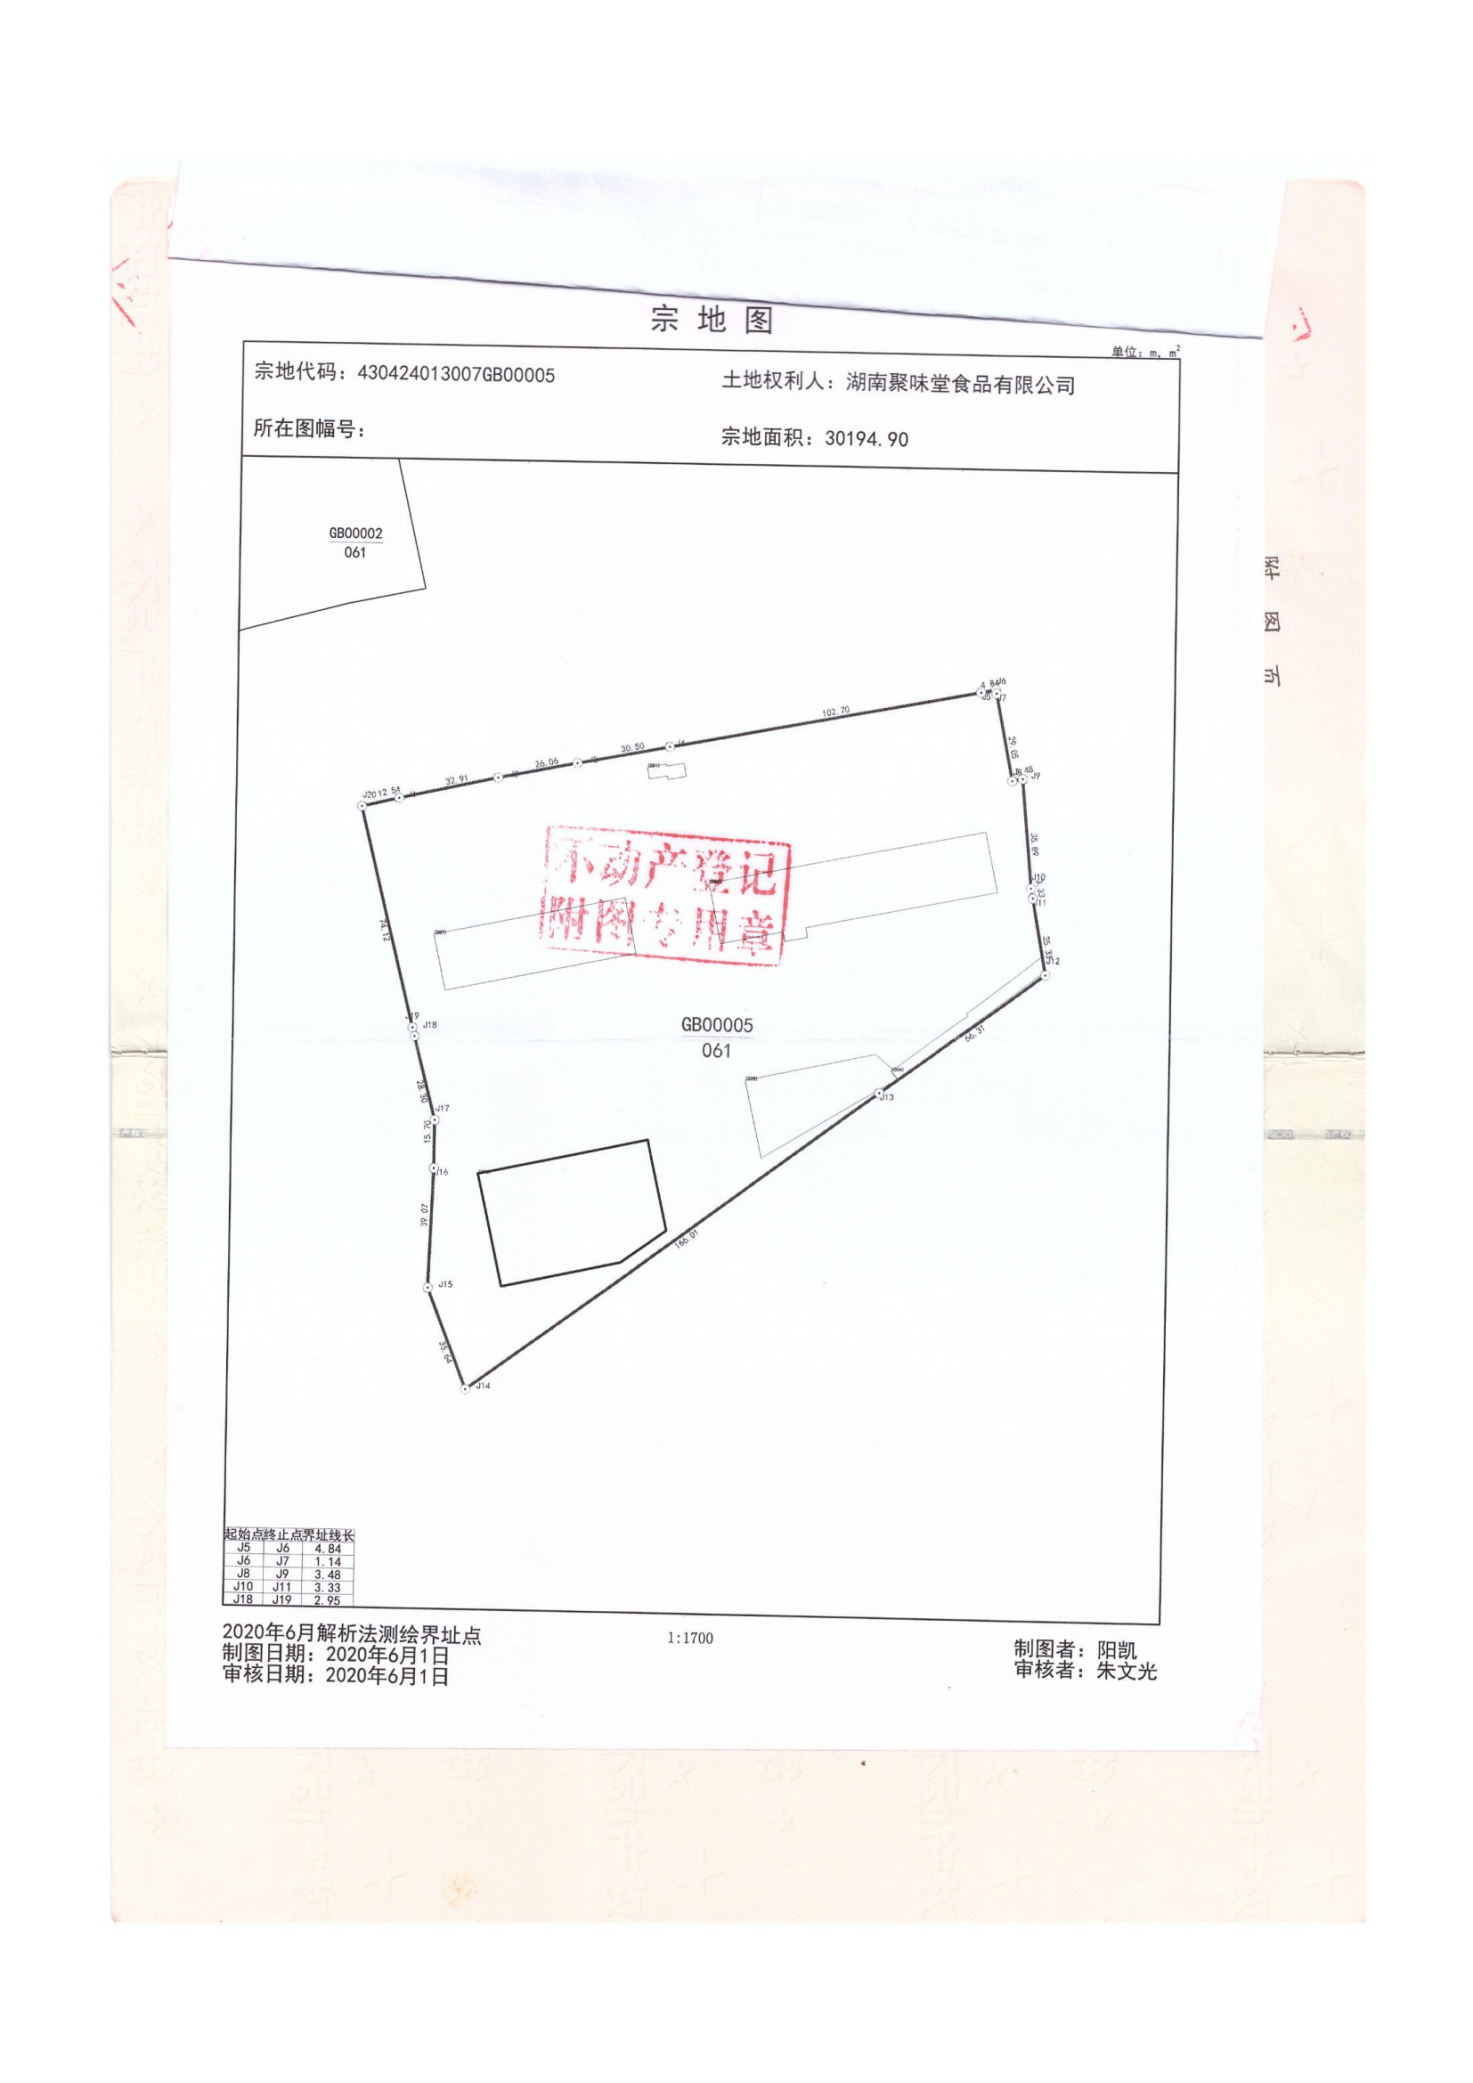 宗地图
单位：m，m²
宗地代码：430424013007GB00005
土地权利人：湖南聚味堂食品有限公司
所在图幅号：
宗地面积：30194.90
GB00002
061
附图页
4.84
J6
J5
J7
102.70
30.50
J4
26.06
32.91
J20
12.54
J1
29.05
J9
35.89
J10
J11
不动产登记
附图专用章
74.12
J12
J19
J18
GB00005
061
66.31
J13
28.30
J17
15.70
J16
39.07
166.01
J15
J14
起始点 终止点 界址线长
J5 J6 4.84
J6 J7 1.14
J8 J9 3.48
J10 J11 3.33
J18 J19 2.95
2020年6月解析法测绘界址点
1:1700
制图日期：2020年6月1日
制图者：阳凯
审核日期：2020年6月1日
审核者：朱文光